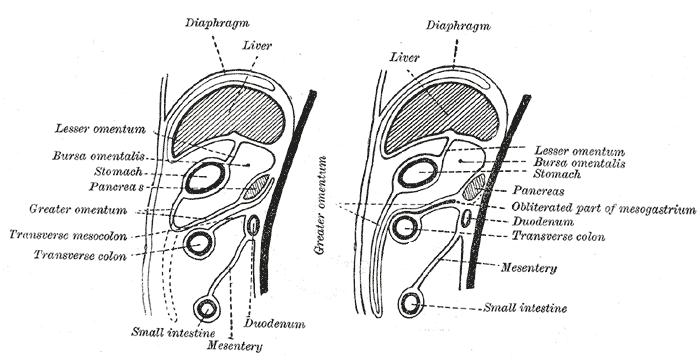 Diaphragm
Liver
Lesser omentum
Bursa omentalis
Stomach
Pancreas
Greater omentum
Transverse mesocolon
Transverse colon
Small intestine
Mesentery
Duodenum
Greater omentum
Diaphragm
Liver
Lesser omentum
Bursa omentalis
Stomach
Pancreas
Obliterated part of mesogastrium
Duodenum
Transverse colon
Mesentery
Small intestine